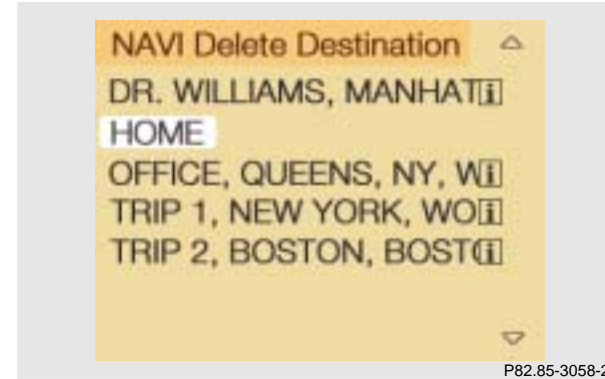 NAVI Delete Destination
DR. WILLIAMS, MANHAT
HOME
OFFICE, QUEENS, NY, W
TRIP 1, NEW YORK, WO
TRIP 2, BOSTON, BOST
P82.85-3058-2